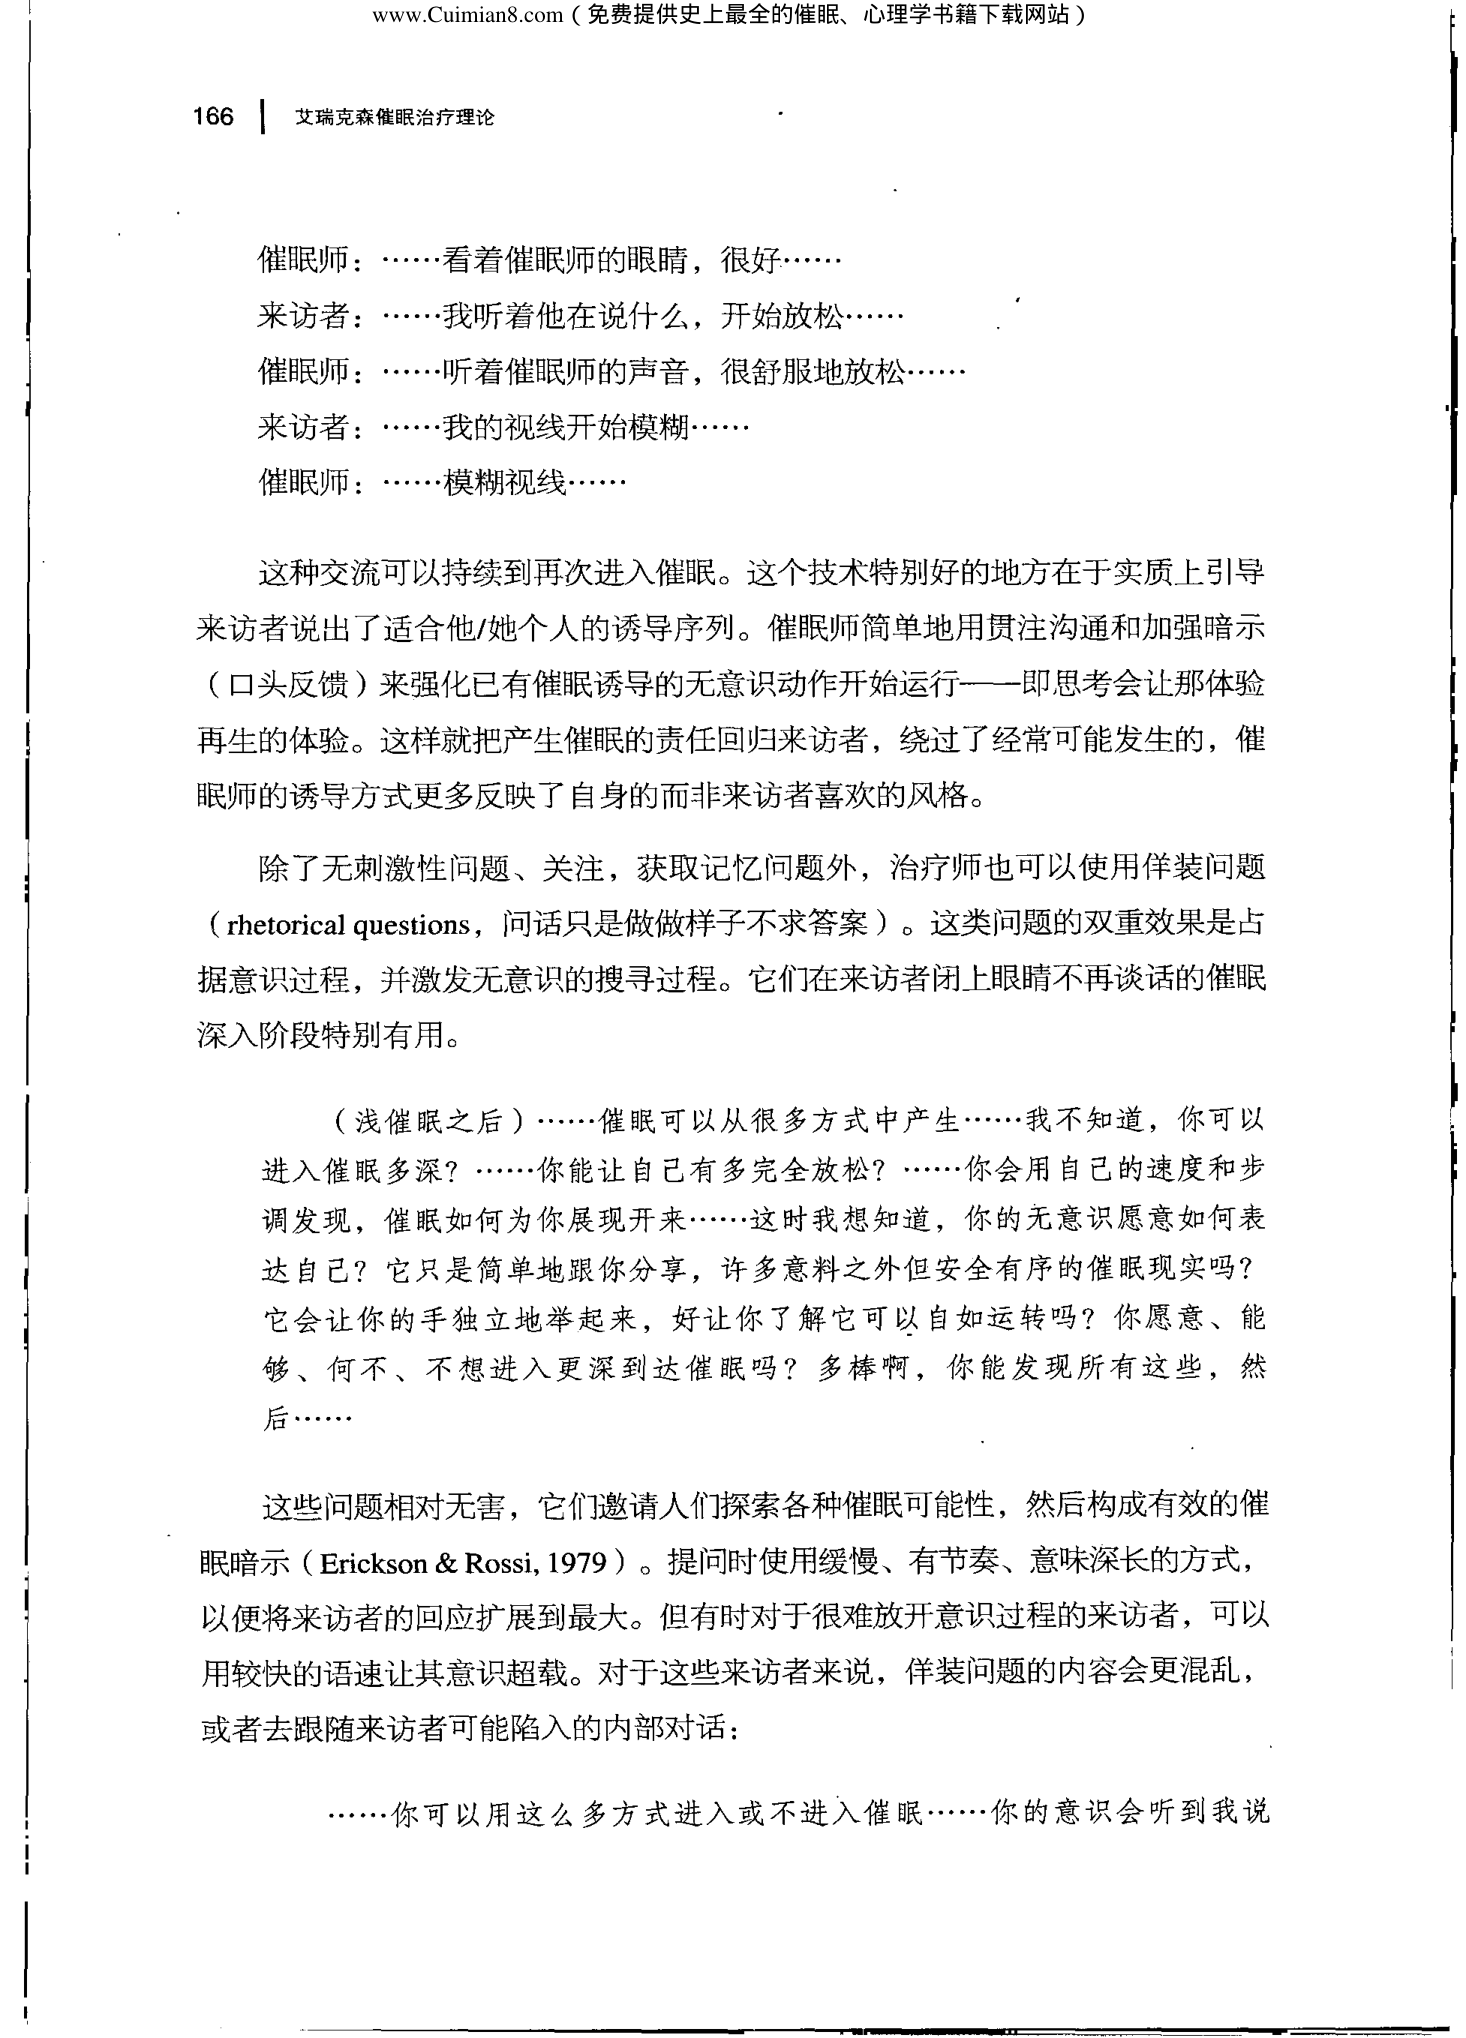 www.Cuimian8.com（免费提供史上最全的催眠、心理学书籍下载网站）
166 艾瑞克森催眠治疗理论
催眠师：……看着催眠师的眼睛，很好……
来访者：……我听着他在说什么，开始放松……
催眠师：……听着催眠师的声音，很舒服地放松……
来访者：……我的视线开始模糊……
催眠师：……模糊视线……
这种交流可以持续到再次进入催眠。这个技术特别好的地方在于实质上引导
来访者说出了适合他/她个人的诱导序列。催眠师简单地用贯注沟通和加强暗示
（口头反馈）来强化已有催眠诱导的无意识动作开始运行——即思考会让那体验
再生的体验。这样就把产生催眠的责任回归来访者，绕过了经常可能发生的，催
眠师的诱导方式更多反映了自身的而非来访者喜欢的风格。
除了无刺激性问题、关注，获取记忆问题外，治疗师也可以使用佯装问题
（rhetorical questions，问话只是做做样子不求答案）。这类问题的双重效果是占
据意识过程，并激发无意识的搜寻过程。它们在来访者闭上眼睛不再谈话的催眠
深入阶段特别有用。
（浅催眠之后）……催眠可以从很多方式中产生……我不知道，你可以
进入催眠多深？……你能让自己有多完全放松？……你会用自己的速度和步
调发现，催眠如何为你展现开来……这时我想知道，你的无意识愿意如何表
达自己？它只是简单地跟你分享，许多意料之外但安全有序的催眠现实吗？
它会让你的手独立地举起来，好让你了解它可以自如运转吗？你愿意、能
够、何不、不想进入更深到达催眠吗？多棒啊，你能发现所有这些，然
后……
这些问题相对无害，它们邀请人们探索各种催眠可能性，然后构成有效的催
眠暗示（Erickson & Rossi, 1979）。提问时使用缓慢、有节奏、意味深长的方式，
以便将来访者的回应扩展到最大。但有时对于很难放开意识过程的来访者，可以
用较快的语速让其意识超载。对于这些来访者来说，佯装问题的内容会更混乱，
或者去跟随来访者可能陷入的内部对话：
……你可以用这么多方式进入或不进入催眠……你的意识会听到我说